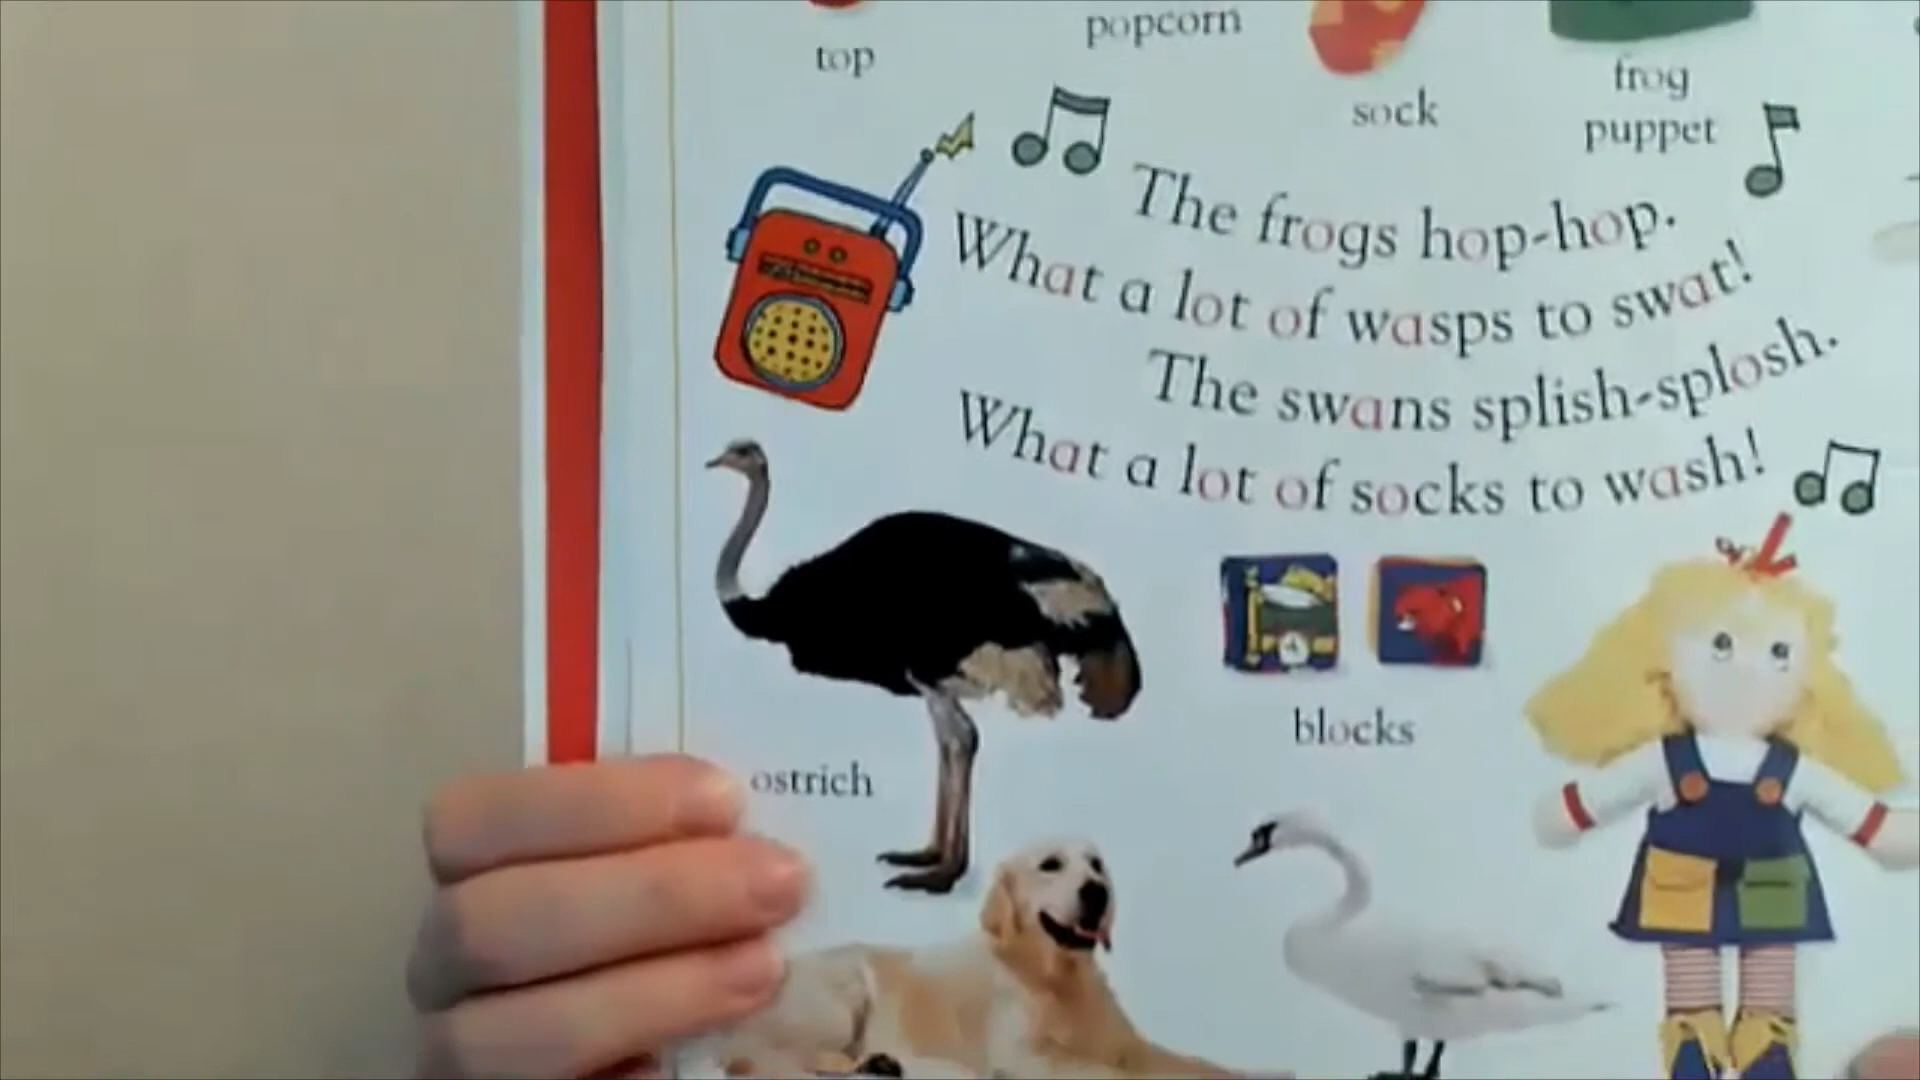 top
popcorn
sock
frog
puppet
The frogs hop-hop.
What a lot of wasps to swat!
The swans splish-splosh.
What a lot of socks to wash!
blocks
ostrich